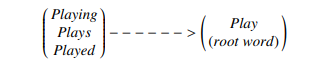 Playing
Plays
Played
------>
Play
(root word)